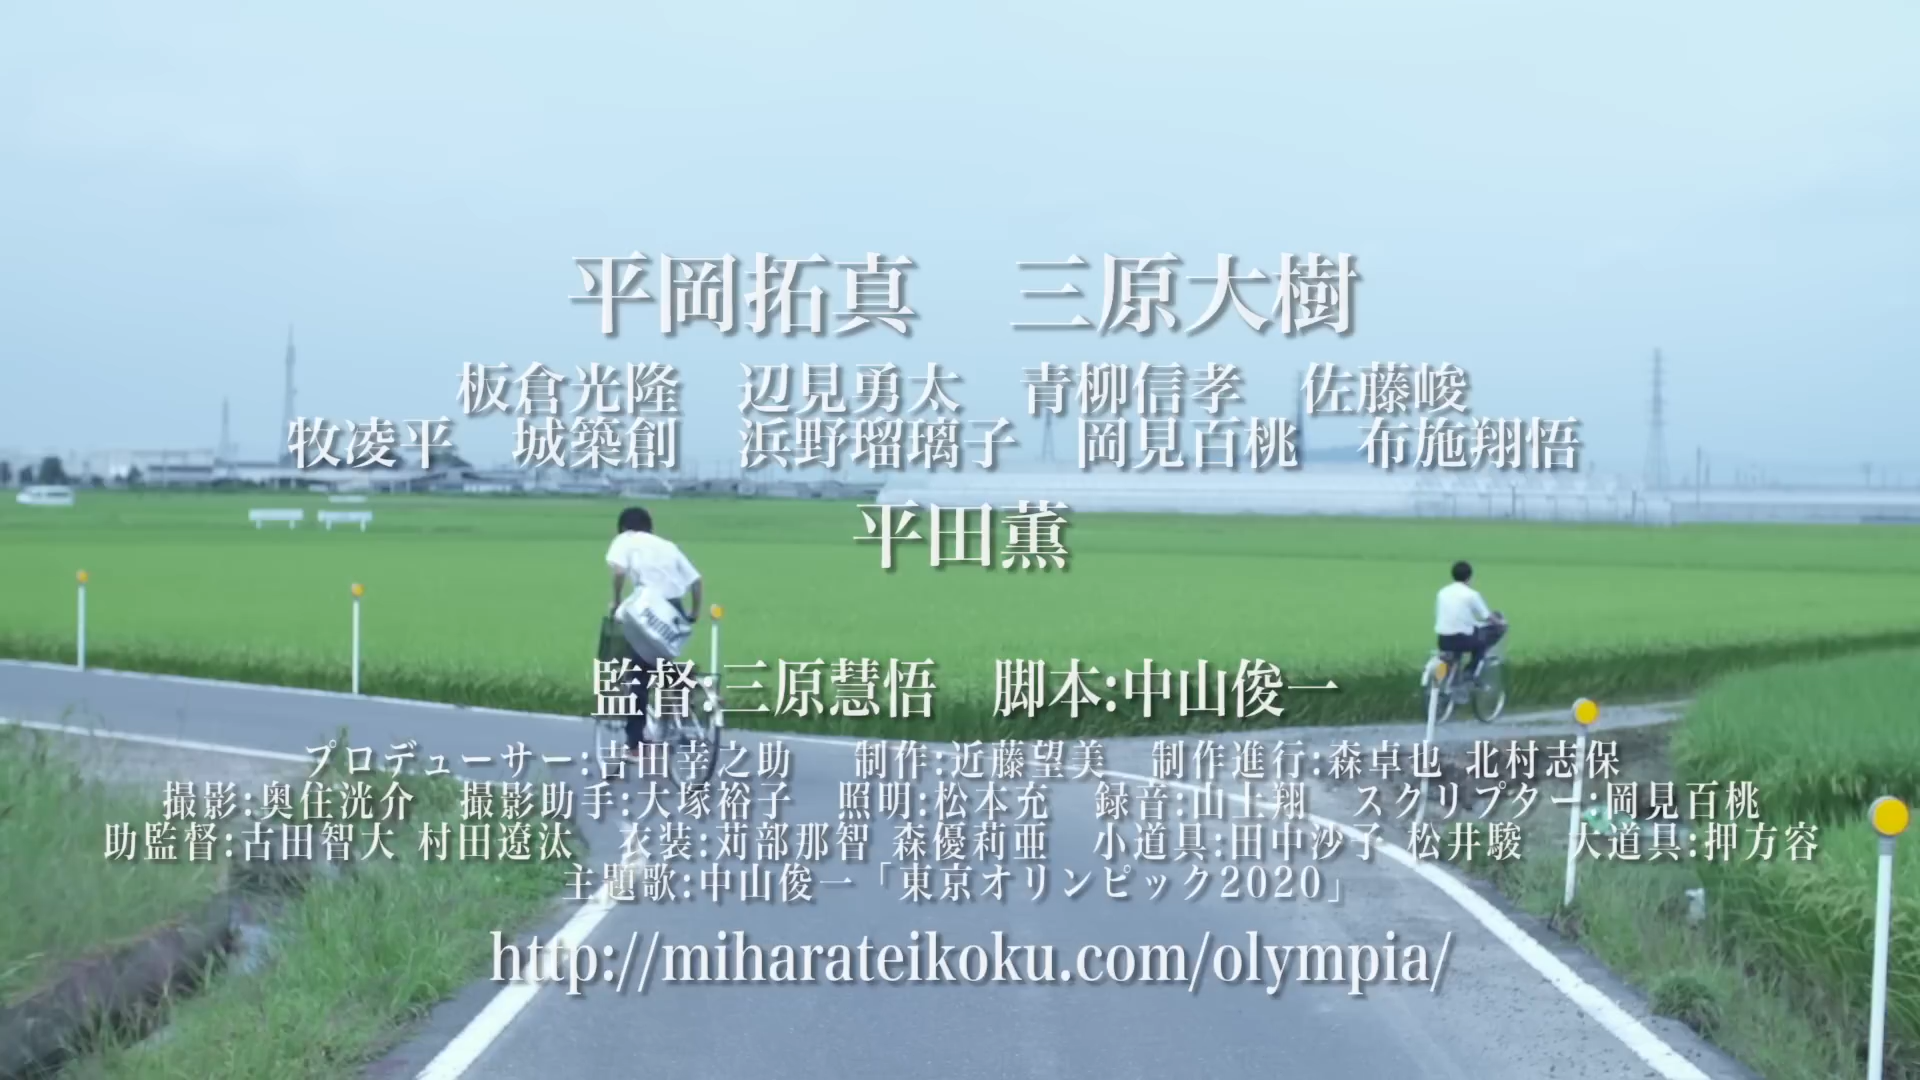 平岡拓真　三原大樹
板倉光隆　辺見勇太　青柳信孝　佐藤峻
牧凌平　城築創　浜野瑠璃子　岡見百桃　布施翔悟
平田薫
puma
監督:三原慧悟　脚本:中山俊一
プロデューサー:吉田幸之助　制作:近藤望美　制作進行:森卓也 北村志保
撮影:奥住洸介　撮影助手:大塚裕子　照明:松本充　録音:山上翔　スクリプター:岡見百桃
助監督:古田智大 村田遼汰　衣装:苅部那智 森優莉亜　小道具:田中沙子 松井駿　大道具:押方容
主題歌:中山俊一「東京オリンピック2020」
http://miharateikoku.com/olympia/